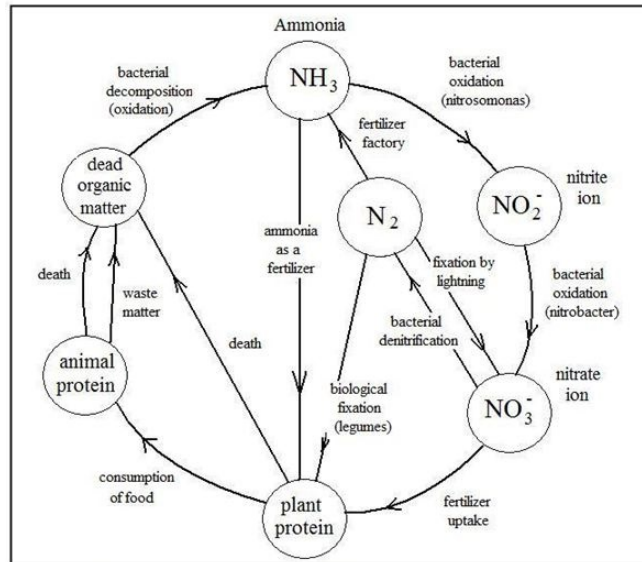 Ammonia
NH₃
bacterial
decomposition
(oxidation)
bacterial
oxidation
(nitrosomonas)
fertilizer
factory
dead
organic
matter
nitrite
ion
NO₂⁻
N₂
ammonia
as a
fertilizer
fixation by
lightning
bacterial
oxidation
(nitrobacter)
death
waste
matter
bacterial
denitrification
death
animal
protein
biological
fixation
(legumes)
nitrate
ion
NO₃⁻
consumption
of food
plant
protein
fertilizer
uptake